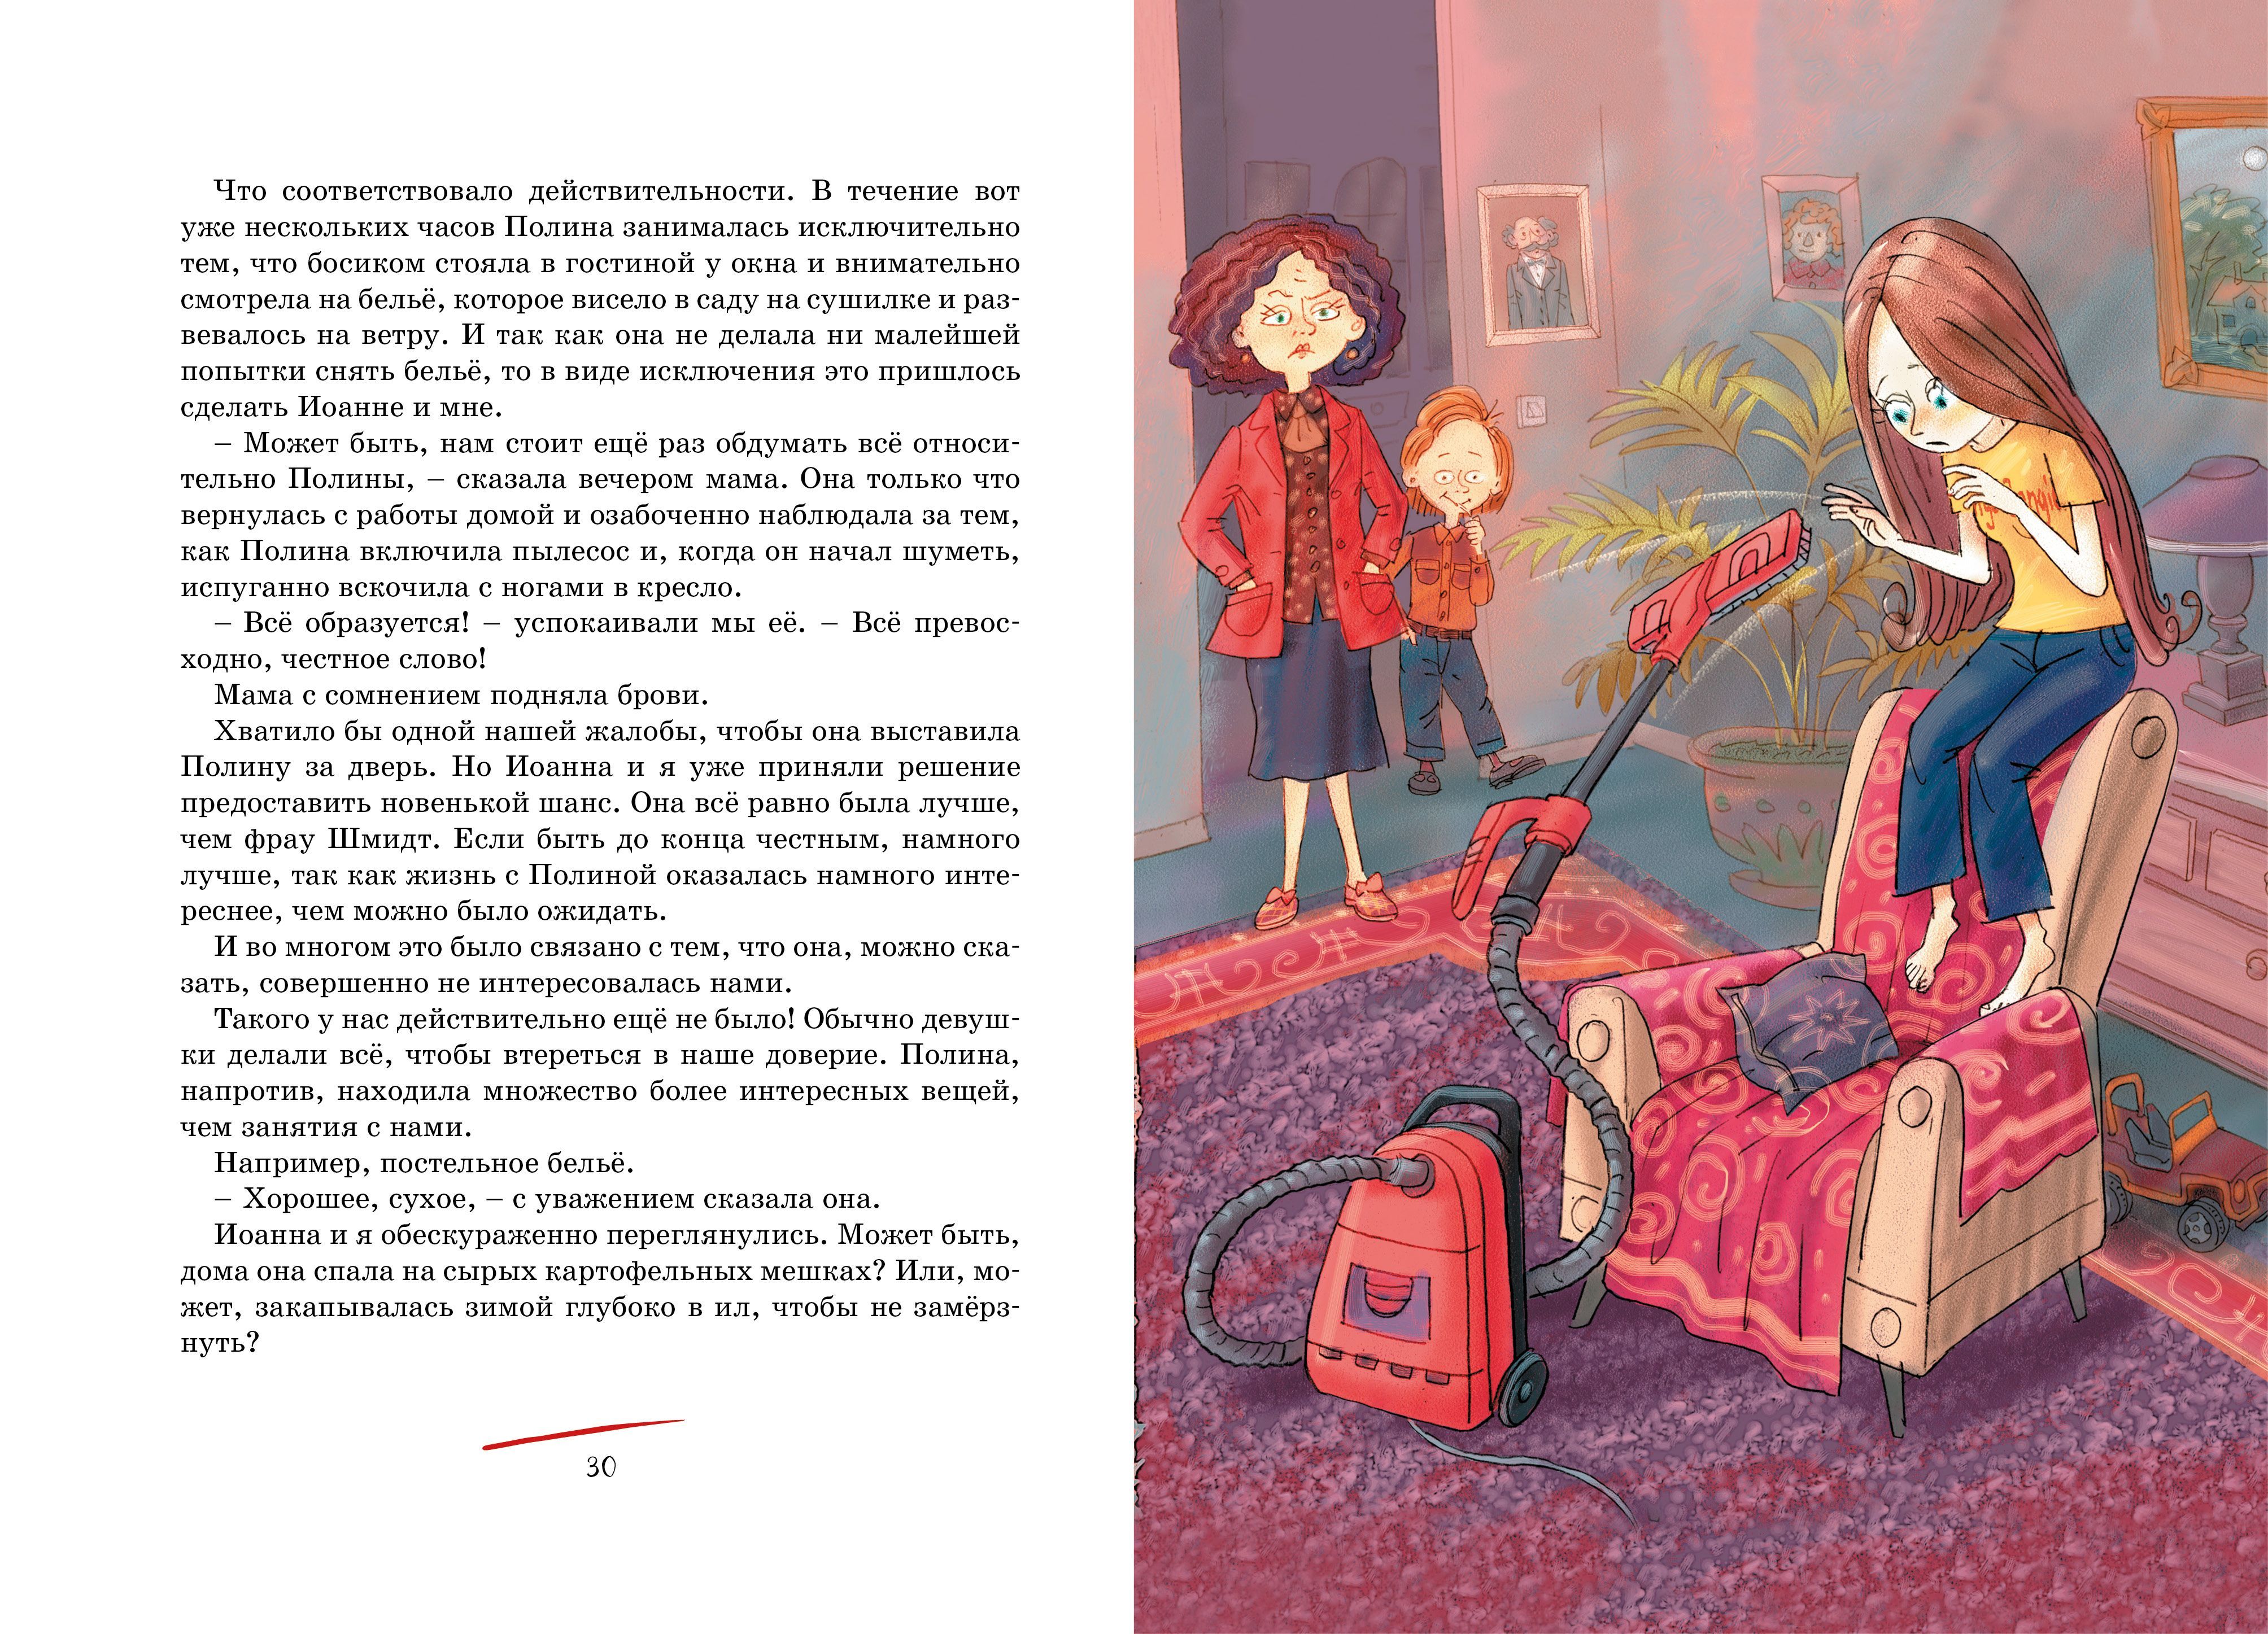 Что соответствовало действительности. В течение вот
уже нескольких часов Полина занималась исключительно
тем, что босиком стояла в гостиной у окна и внимательно
смотрела на бельё, которое висело в саду на сушилке и раз-
вевалось на ветру. И так как она не делала ни малейшей
попытки снять бельё, то в виде исключения это пришлось
сделать Иоанне и мне.
– Может быть, нам стоит ещё раз обдумать всё относи-
тельно Полины, – сказала вечером мама. Она только что
вернулась с работы домой и озабоченно наблюдала за тем,
как Полина включила пылесос и, когда он начал шуметь,
испуганно вскочила с ногами в кресло.
– Всё образуется! – успокаивали мы её. – Всё превос-
ходно, честное слово!
Мама с сомнением подняла брови.
Хватило бы одной нашей жалобы, чтобы она выставила
Полину за дверь. Но Иоанна и я уже приняли решение
предоставить новенькой шанс. Она всё равно была лучше,
чем фрау Шмидт. Если быть до конца честным, намного
лучше, так как жизнь с Полиной оказалась намного инте-
реснее, чем можно было ожидать.
И во многом это было связано с тем, что она, можно ска-
зать, совершенно не интересовалась нами.
Такого у нас действительно ещё не было! Обычно девуш-
ки делали всё, чтобы втереться в наше доверие. Полина,
напротив, находила множество более интересных вещей,
чем занятия с нами.
Например, постельное бельё.
– Хорошее, сухое, – с уважением сказала она.
Иоанна и я обескураженно переглянулись. Может быть,
дома она спала на сырых картофельных мешках? Или, мо-
жет, закапывалась зимой глубоко в ил, чтобы не замёрз-
нуть?
30